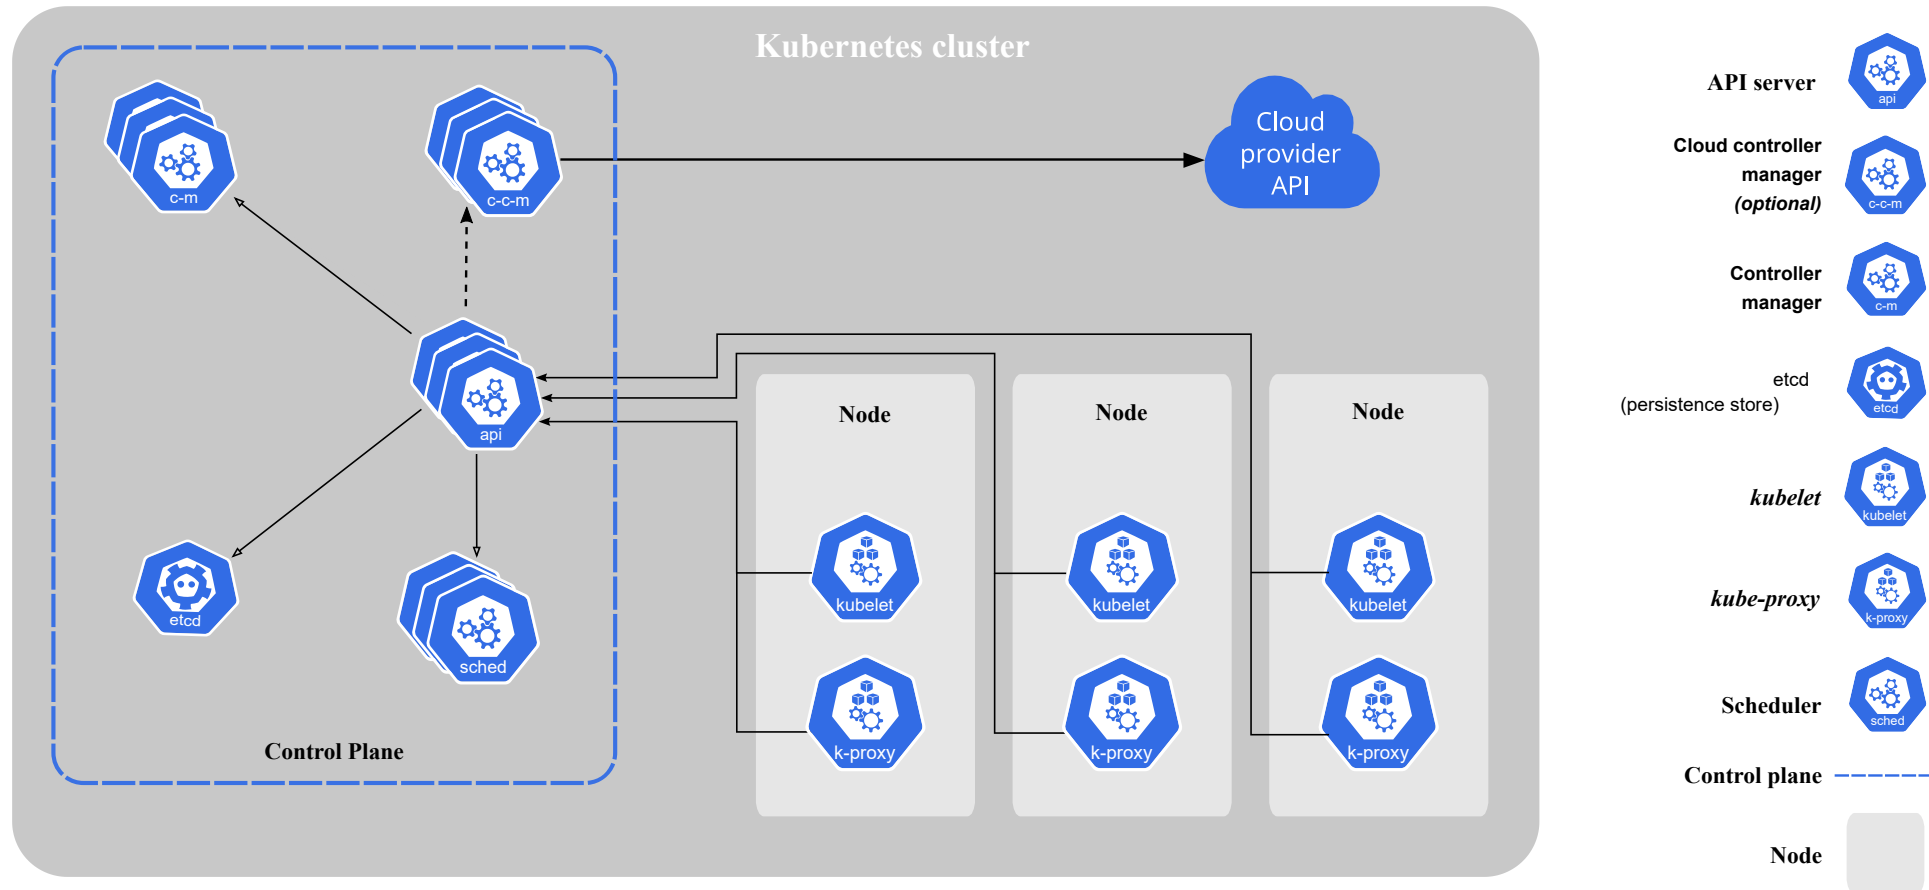 Kubernetes cluster
c-m
c-c-m
Cloud
provider
API
api
etcd
sched
Control Plane
Node
kubelet
k-proxy
Node
kubelet
k-proxy
Node
kubelet
k-proxy
API server
api
Cloud controller
manager
(optional)
c-c-m
Controller
manager
c-m
etcd
(persistence store)
etcd
kubelet
kubelet
kube-proxy
k-proxy
Scheduler
sched
Control plane
Node